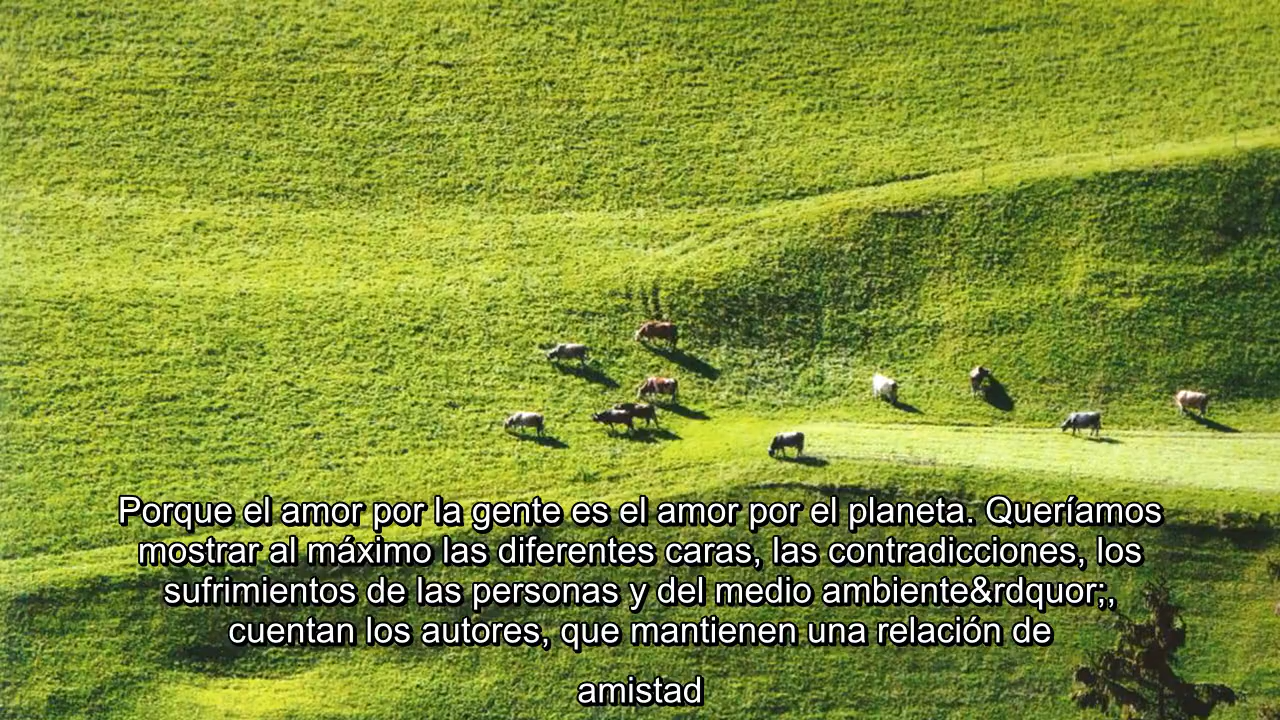 Porque el amor por la gente es el amor por el planeta. Queríamos
mostrar al máximo las diferentes caras, las contradicciones, los
sufrimientos de las personas y del medio ambiente&rdquor;,
cuentan los autores, que mantienen una relación de
amistad